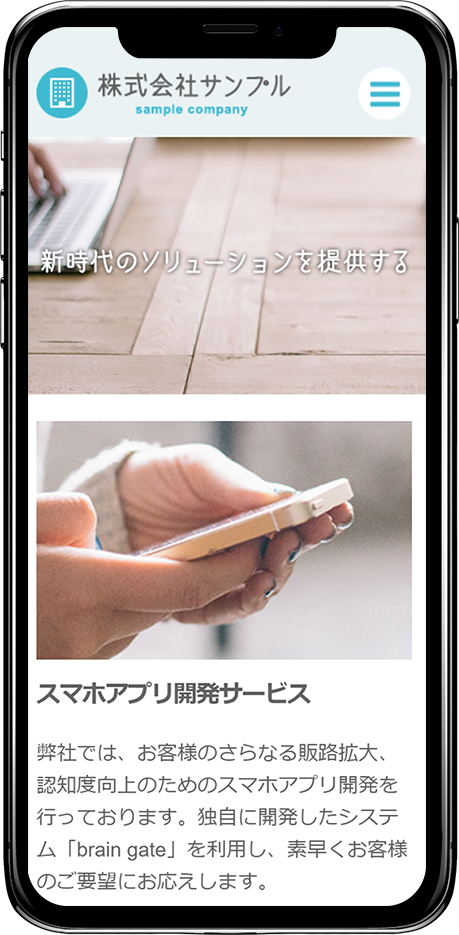 株式会社サンプル
sample company
新時代のソリューションを提供する
スマホアプリ開発サービス
弊社では、お客様のさらなる販路拡大、
認知度向上のためのスマホアプリ開発を
行っております。独自に開発したシステ
ム「brain gate」を利用し、素早くお客様
のご要望にお応えします。